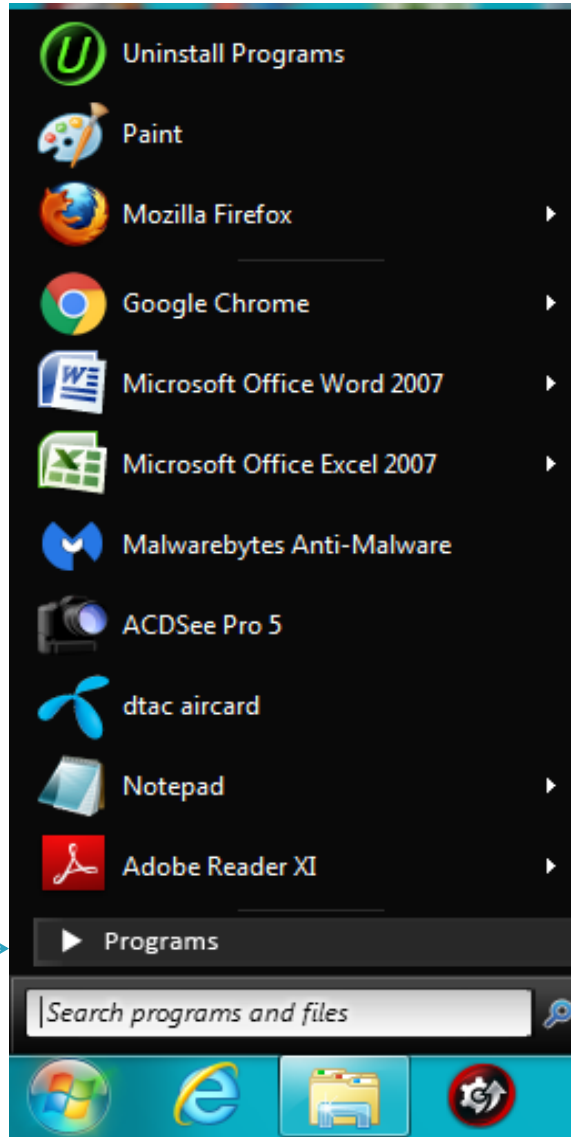 Uninstall Programs
Paint
Mozilla Firefox
Google Chrome
Microsoft Office Word 2007
Microsoft Office Excel 2007
Malwarebytes Anti-Malware
ACDSee Pro 5
dtac aircard
Notepad
Adobe Reader XI
Programs
Search programs and files